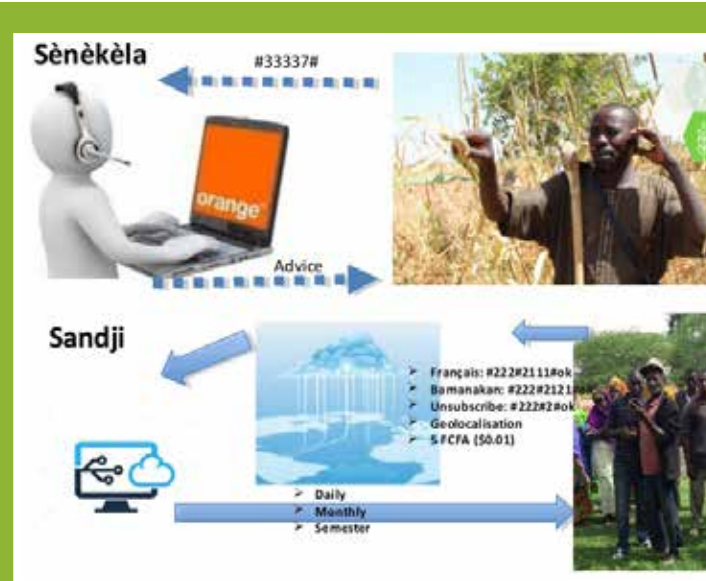 Sènèkèla
#33337#
orange
Advice
Sandji
➤ Français: #222#2111#ok
➤ Bamanakan: #222#2121#ok
➤ Unsubscribe: #222#2#ok
➤ Geolocalisation
➤ 5 FCFA ($0.01)
➤ Daily
➤ Monthly
➤ Semester